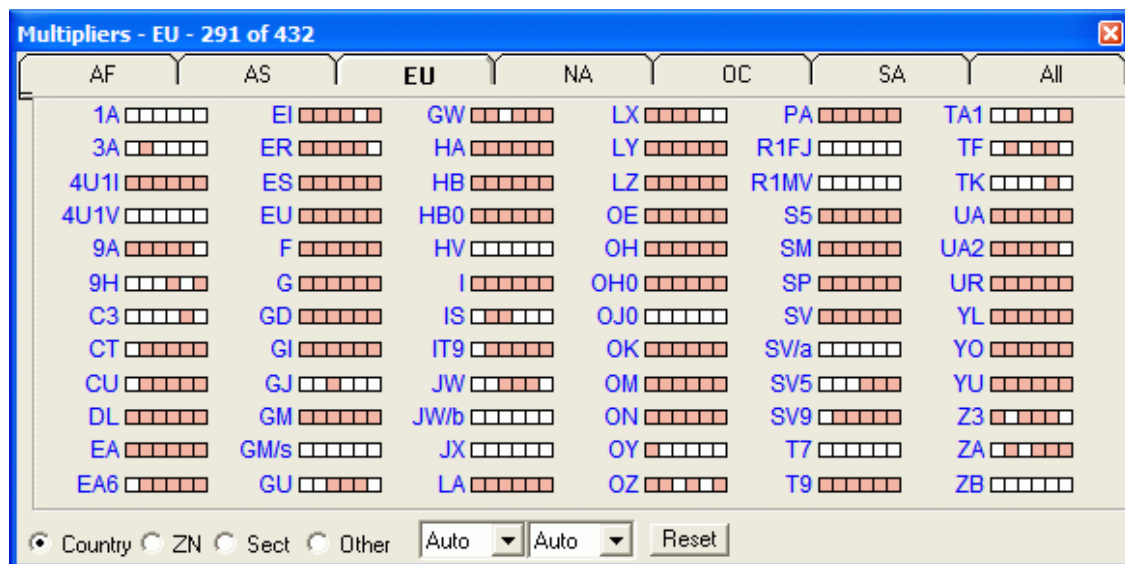 Multipliers - EU - 291 of 432
AF AS EU NA OC SA All
1A EI GW LX PA TA1
3A ER HA LY R1FJ TF
4U1I ES HB LZ R1MV TK
4U1V EU HB0 OE S5 UA
9A F HV OH SM UA2
9H G I OH0 SP UR
C3 GD IS OJ0 SV YL
CT GI IT9 OK SV/a YO
CU GJ JW OM SV5 YU
DL GM JW/b ON SV9 Z3
EA GM/s JX OY T7 ZA
EA6 GU LA OZ T9 ZB
Country ZN Sect Other Auto Auto Reset